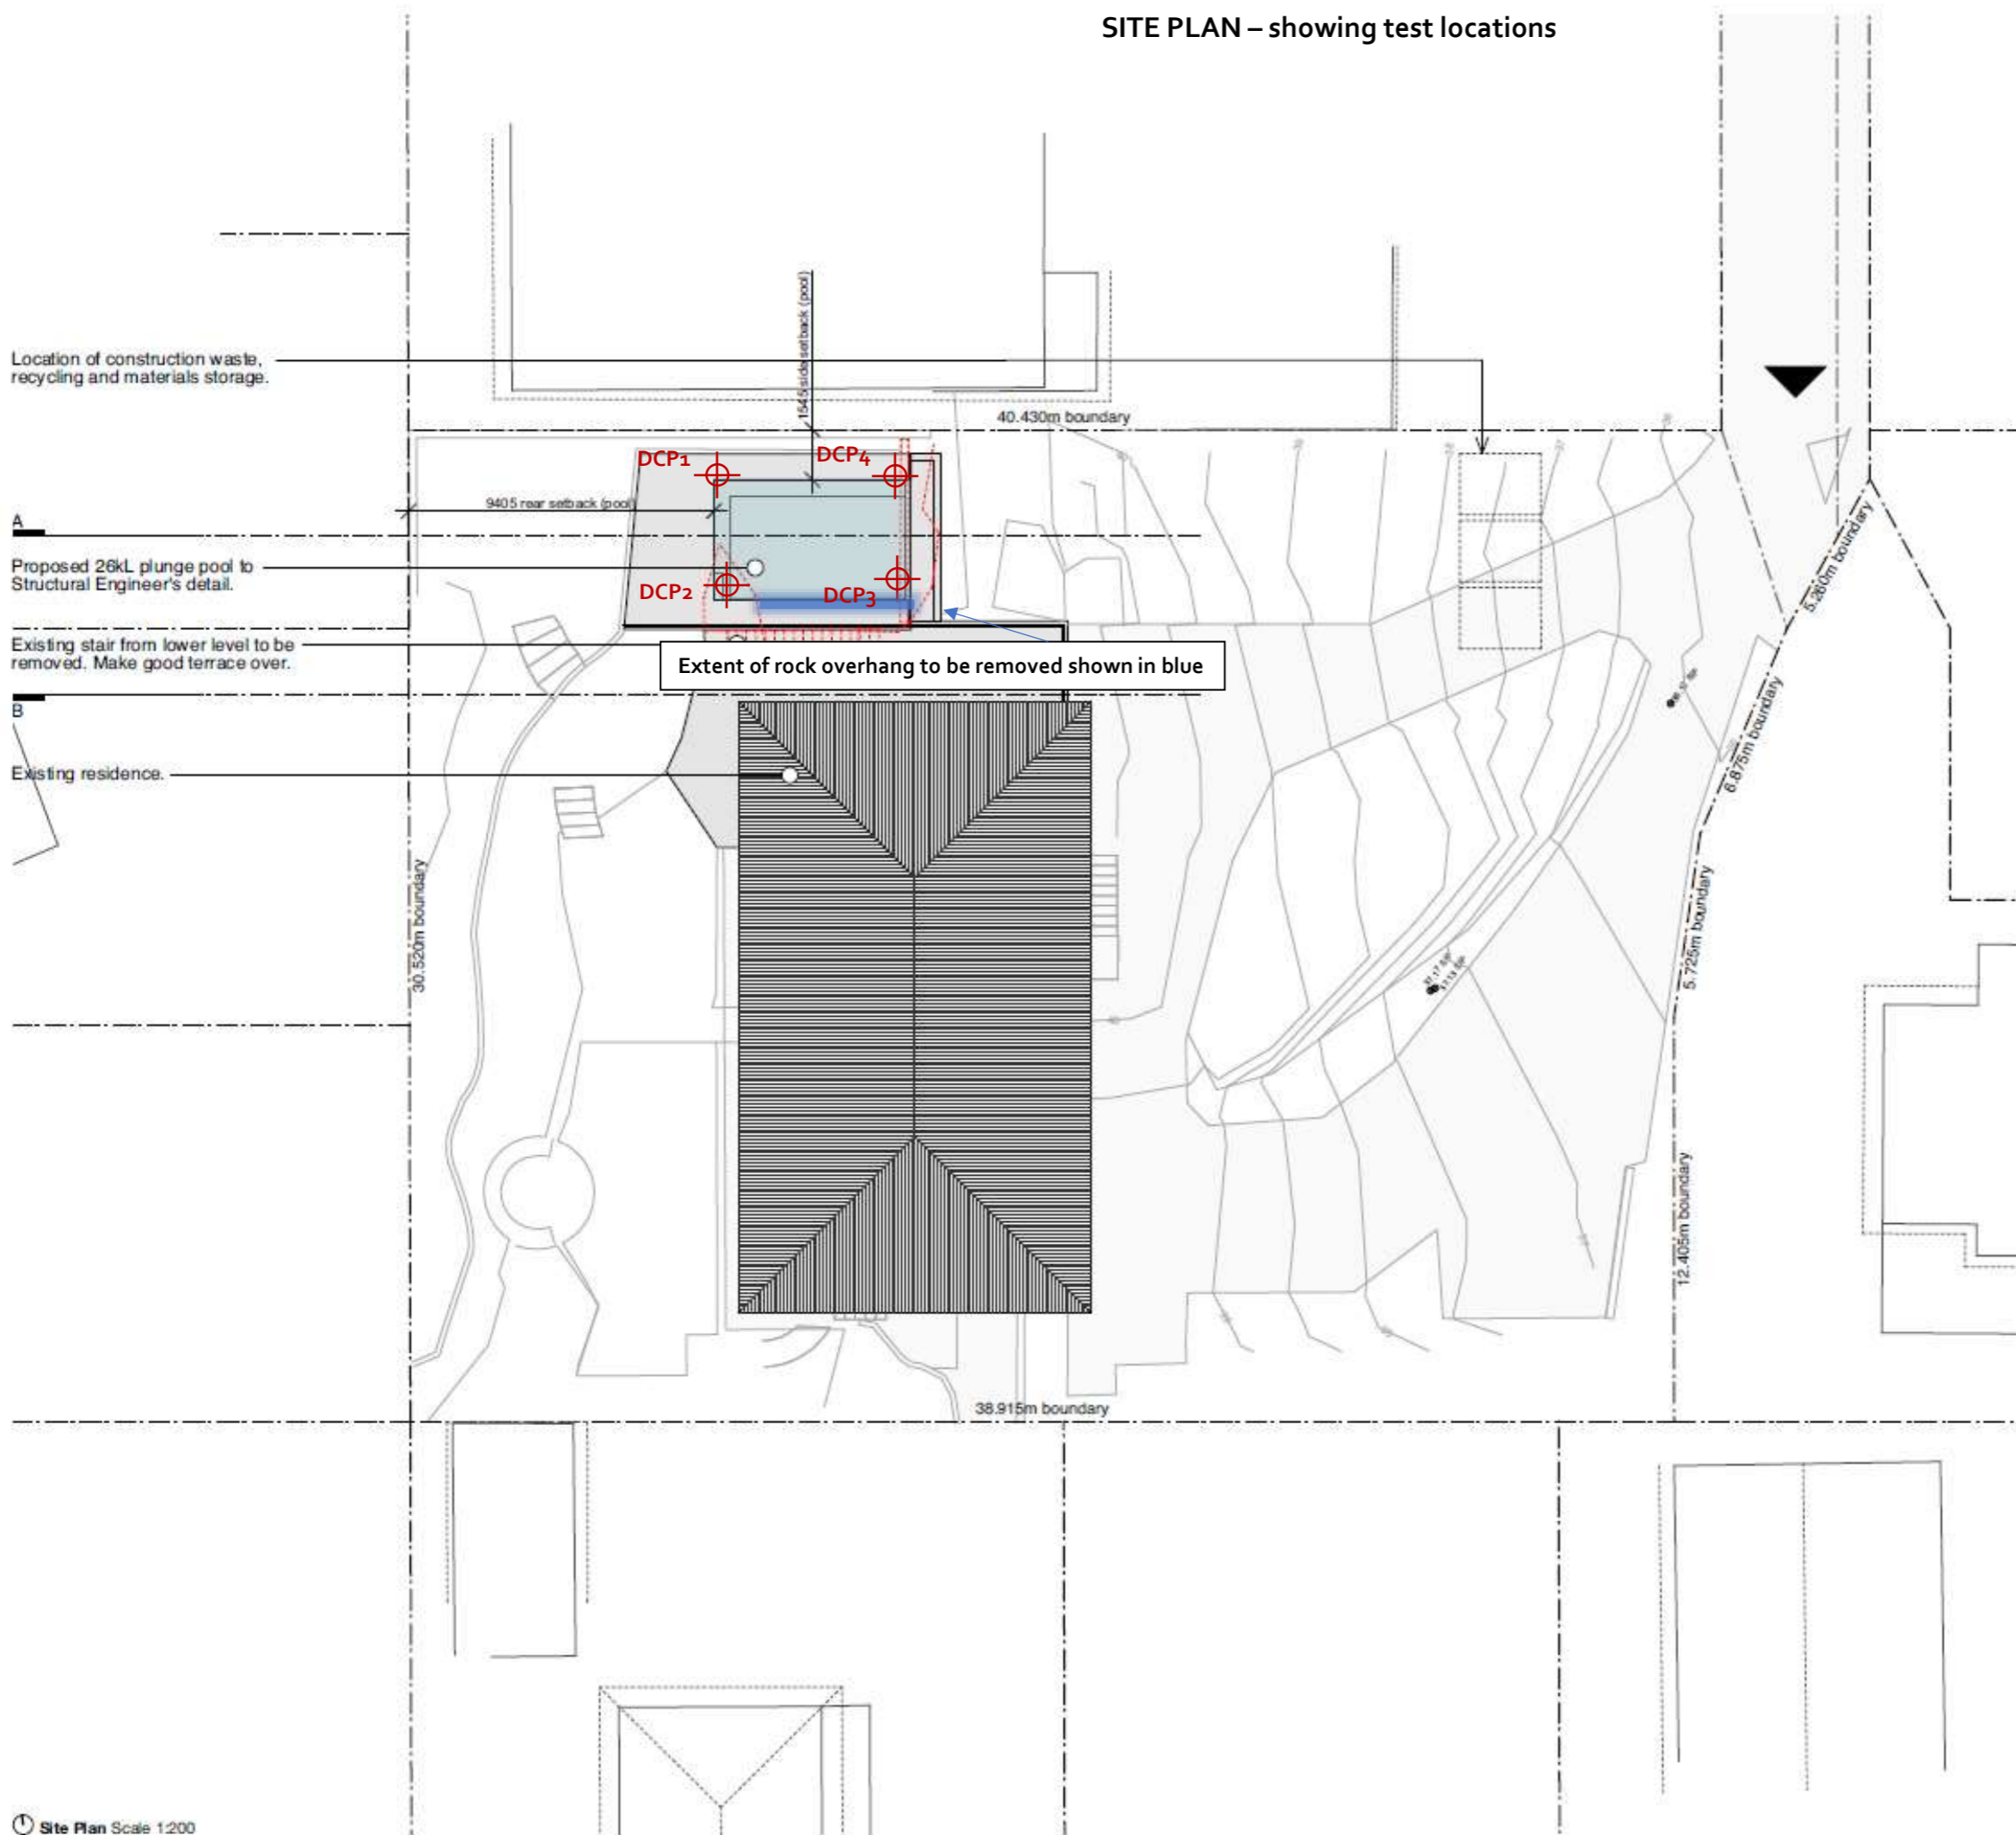 SITE PLAN – showing test locations
Location of construction waste,
recycling and materials storage.
1545 side setback (pool)
40.430m boundary
DCP1
DCP4
39
38
37
9405 rear setback (pool)
A
Proposed 26kL plunge pool to
Structural Engineer's detail.
DCP2
DCP3
5.260m boundary
Existing stair from lower level to be
removed. Make good terrace over.
Extent of rock overhang to be removed shown in blue
B
6.875m boundary
Existing residence.
30.520m boundary
5.725m boundary
12.405m boundary
38.915m boundary
Site Plan Scale 1:200